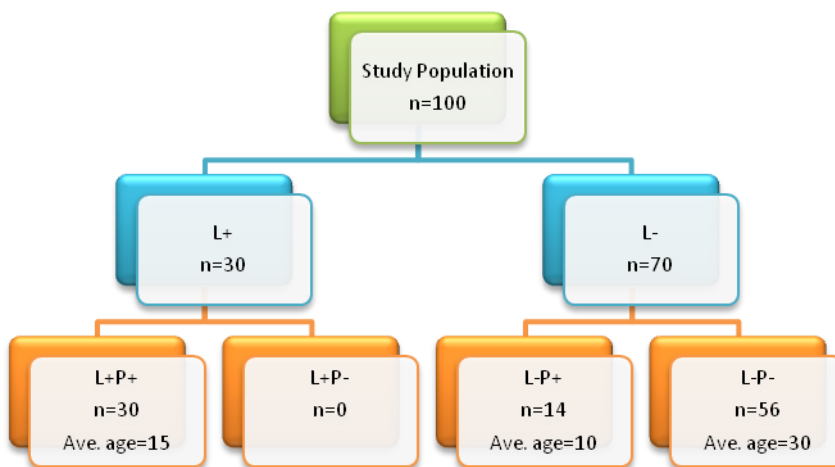 Study Population
n=100
L+
n=30
L-
n=70
L+P+
n=30
Ave. age=15
L+P-
n=0
L-P+
n=14
Ave. age=10
L-P-
n=56
Ave. age=30